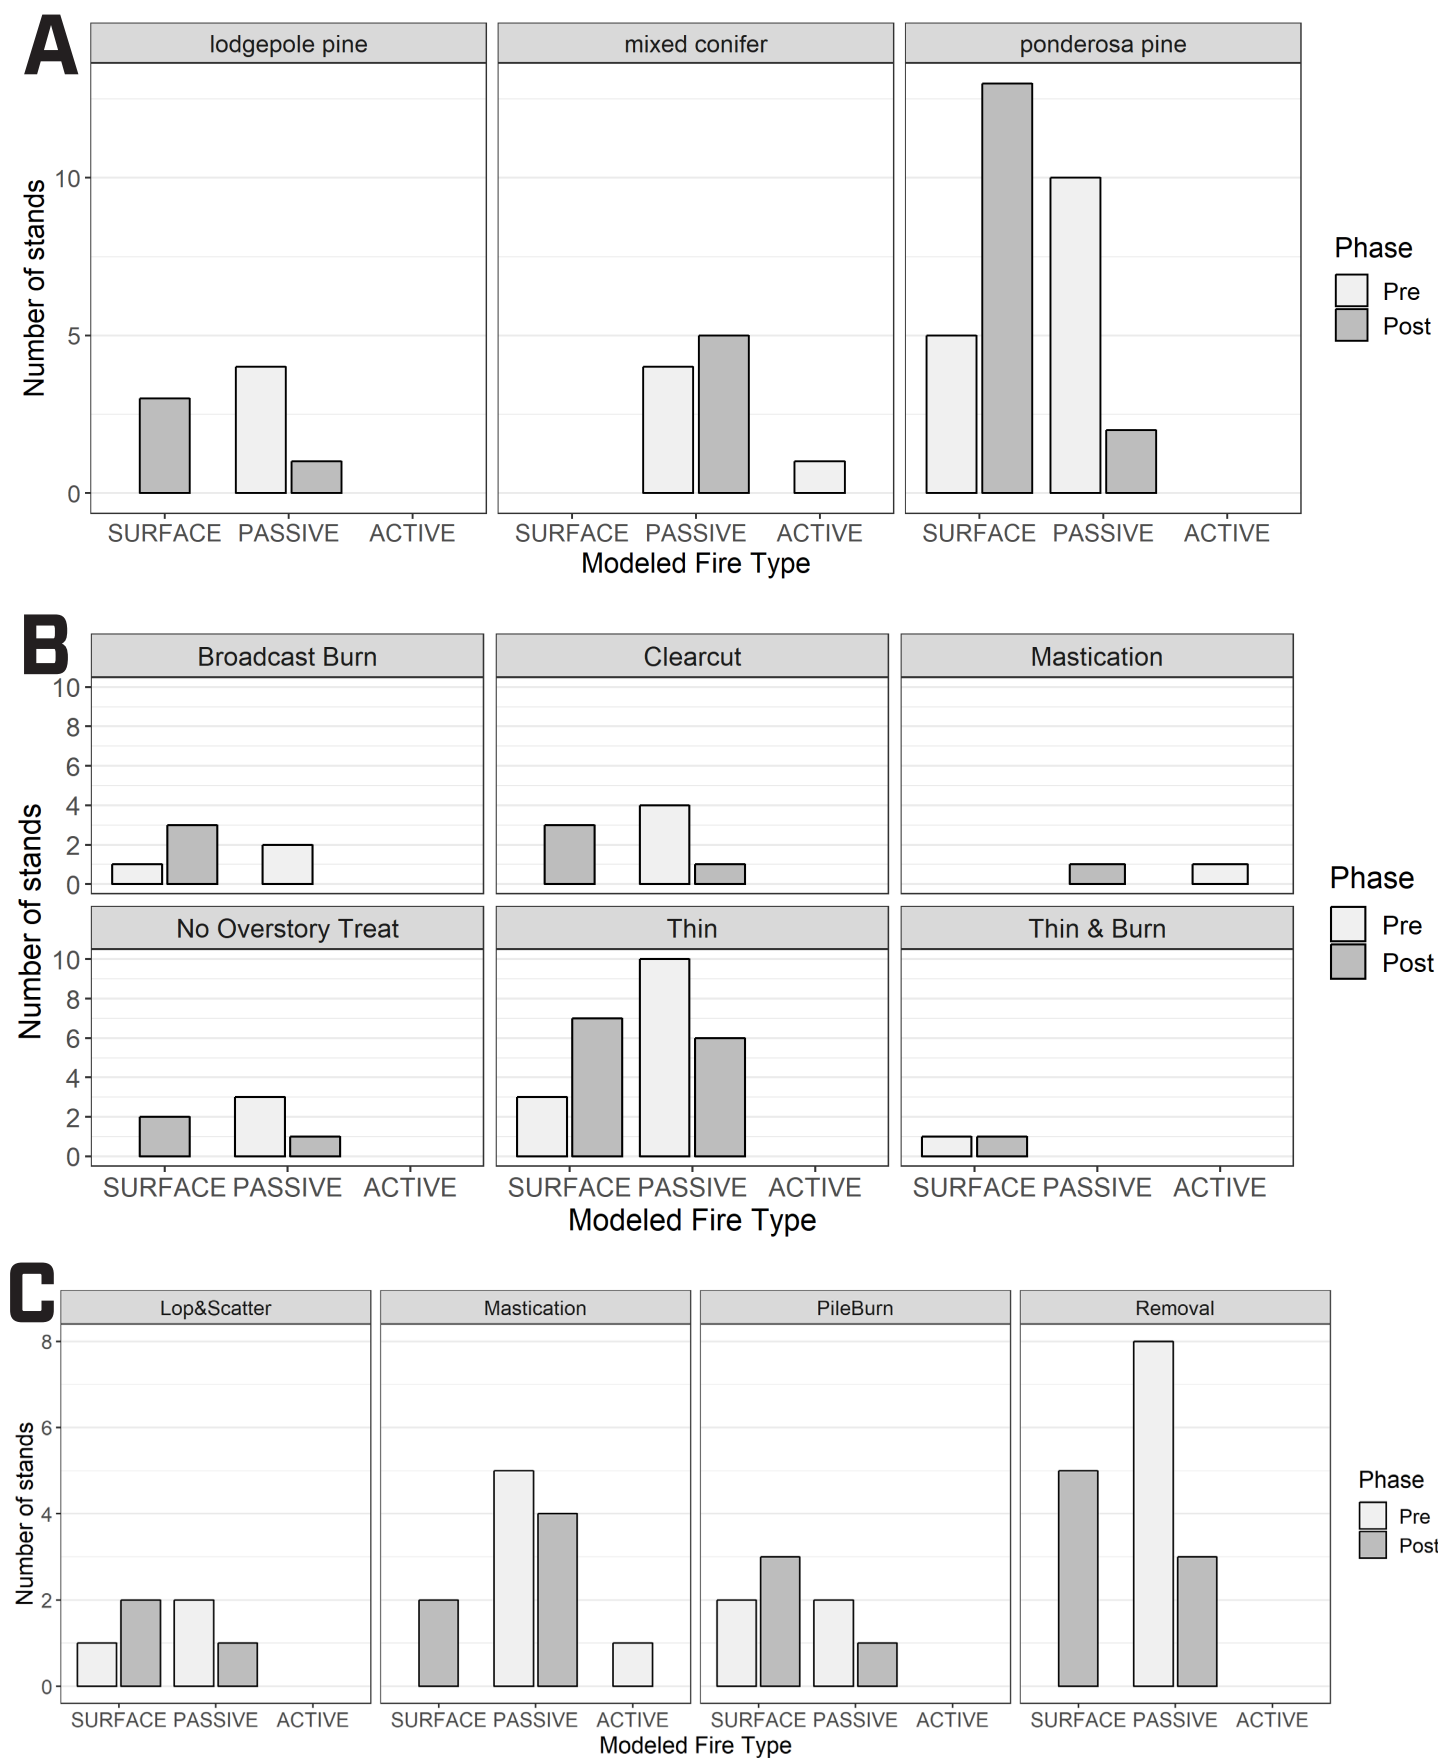 A
lodgepole pine
mixed conifer
ponderosa pine
Number of stands
10
5
0
SURFACE PASSIVE ACTIVE
SURFACE PASSIVE ACTIVE
SURFACE PASSIVE ACTIVE
Modeled Fire Type
Phase
Pre
Post
B
Broadcast Burn
Clearcut
Mastication
10
8
6
4
2
0
No Overstory Treat
Thin
Thin & Burn
10
8
6
4
2
0
Number of stands
SURFACE PASSIVE ACTIVE
SURFACE PASSIVE ACTIVE
SURFACE PASSIVE ACTIVE
Modeled Fire Type
Phase
Pre
Post
C
Lop&Scatter
Mastication
PileBurn
Removal
Number of stands
8
6
4
2
0
SURFACE PASSIVE ACTIVE
SURFACE PASSIVE ACTIVE
SURFACE PASSIVE ACTIVE
SURFACE PASSIVE ACTIVE
Modeled Fire Type
Phase
Pre
Post